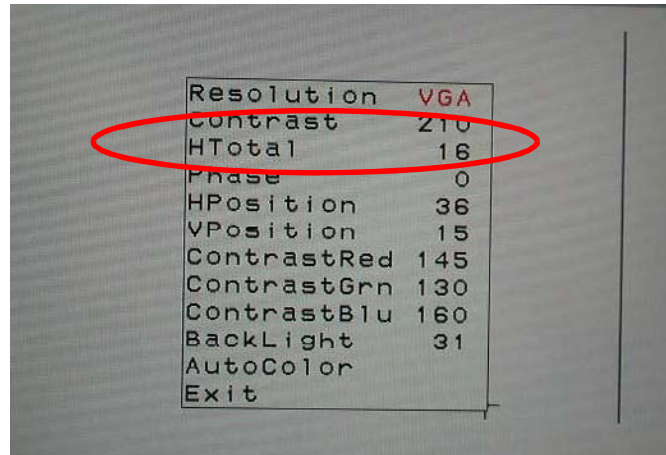 Resolution VGA
Contrast 210
HTotal 16
Phase 0
HPosition 36
VPosition 15
ContrastRed 145
ContrastGrn 130
ContrastBlu 160
BackLight 31
AutoColor
Exit